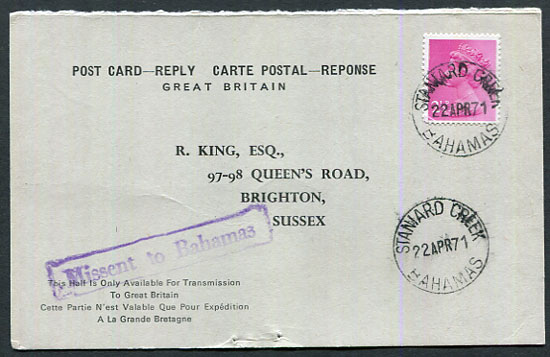 POST CARD—REPLY CARTE POSTAL—REPONSE
GREAT BRITAIN
STANIARD CREEK
22APR71
BAHAMAS
R. KING, ESQ.,
97-98 QUEEN'S ROAD,
BRIGHTON,
SUSSEX
STANIARD CREEK
22APR71
BAHAMAS
Missent to Bahamas
This Half Is Only Available For Transmission
To Great Britain
Cette Partie N'est Valable Que Pour Expédition
A La Grande Bretagne